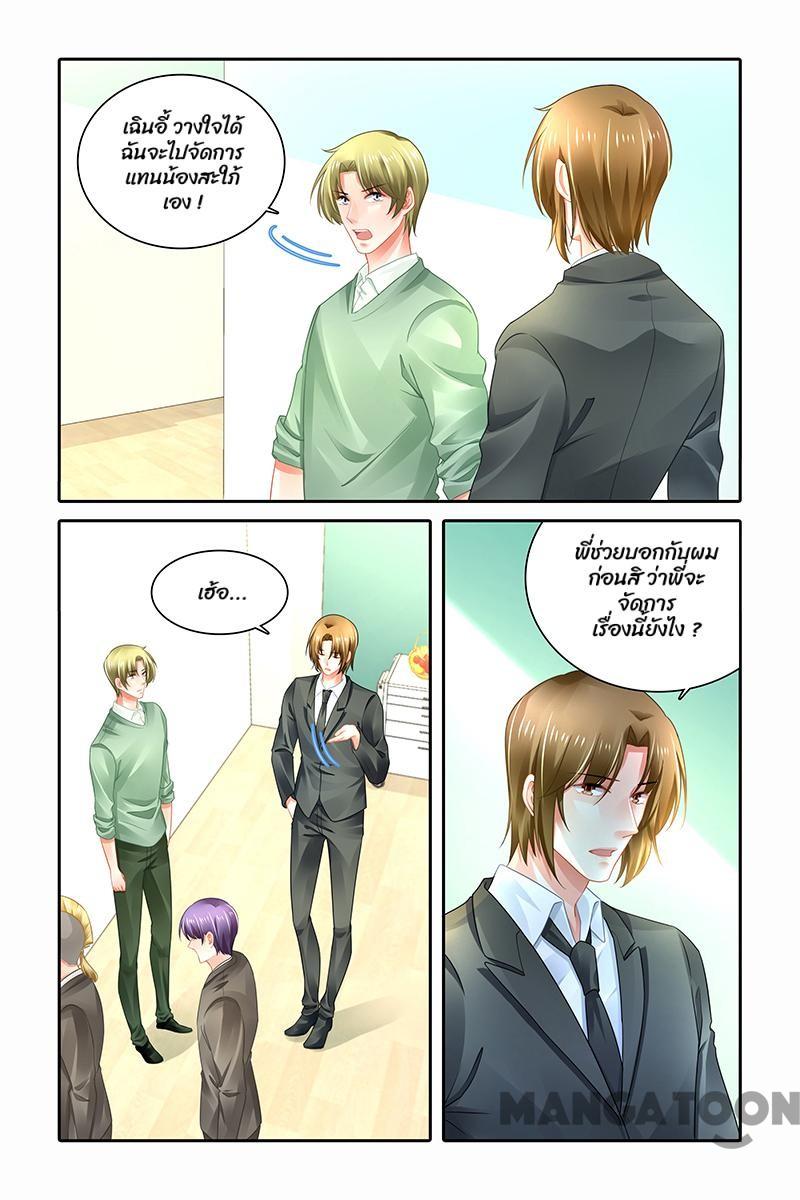 เฉินอี้ วางใจได้
ฉันจะไปจัดการ
แทนน้องสะใภ้
เอง !
เฮ้อ...
พี่ช่วยบอกกับผม
ก่อนสิ ว่าพี่จะ
จัดการ
เรื่องนี้ยังไง ?
MANGATOON